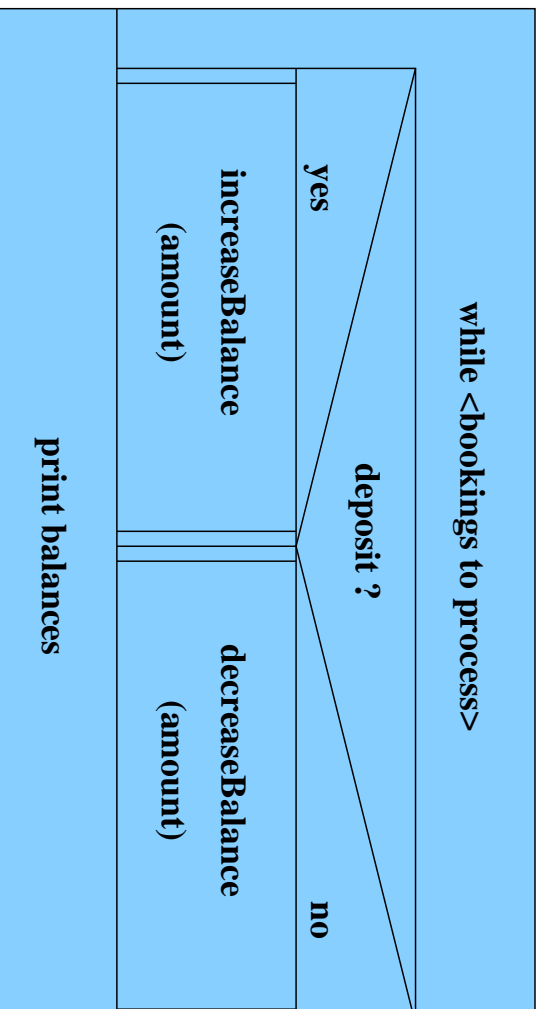 while <bookings to process>
deposit ?
yes
no
increaseBalance
(amount)
decreaseBalance
(amount)
print balances